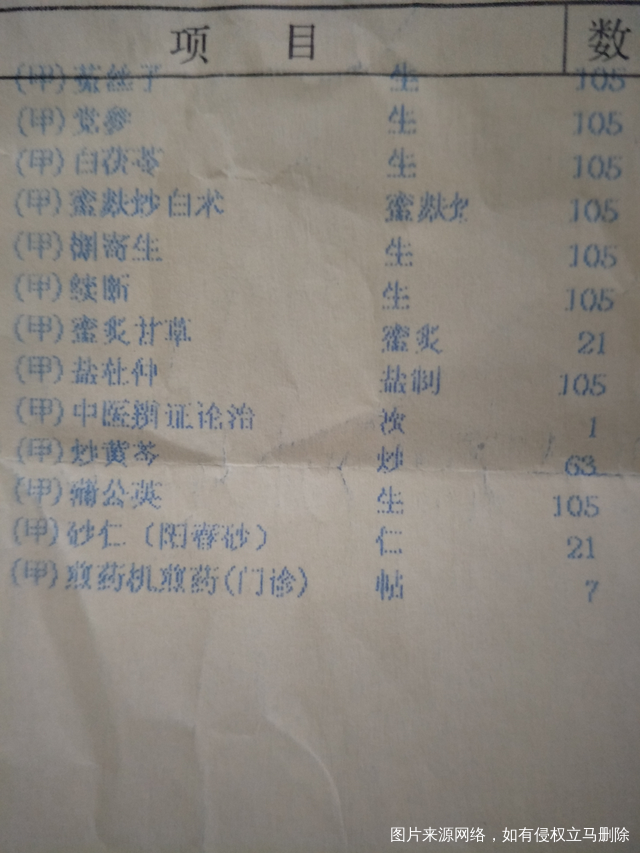 项 目 数
(甲)菟丝子 生 105
(甲)党参 生 105
(甲)白茯苓 生 105
(甲)蜜麸炒白术 蜜麸炒 105
(甲)槲寄生 生 105
(甲)续断 生 105
(甲)蜜炙甘草 蜜炙 21
(甲)盐杜仲 盐制 105
(甲)中医辨证论治 次 1
(甲)炒黄芩 炒 63
(甲)蒲公英 生 105
(甲)砂仁（阳春砂） 仁 21
(甲)煎药机煎药(门诊) 帖 7
图片来源网络，如有侵权立马删除